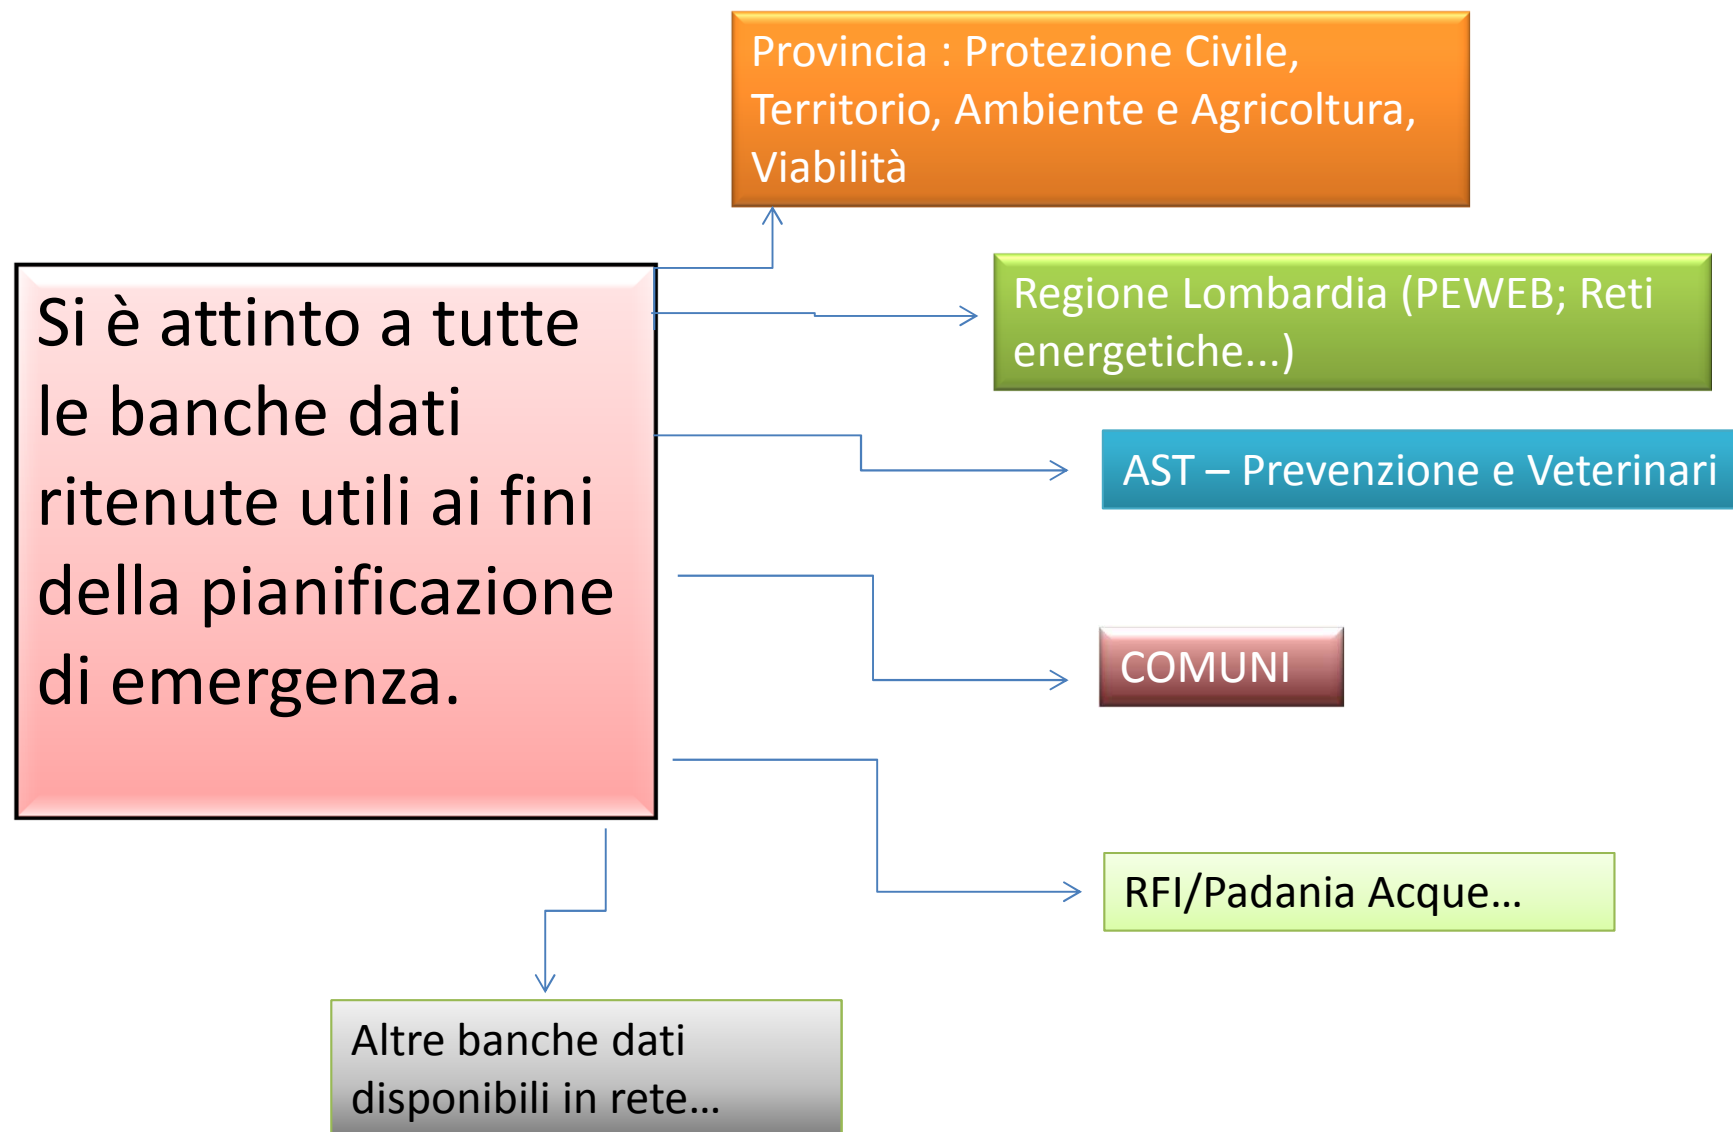 Provincia : Protezione Civile,
Territorio, Ambiente e Agricoltura,
Viabilità
Si è attinto a tutte
le banche dati
ritenute utili ai fini
della pianificazione
di emergenza.
Regione Lombardia (PEWEB; Reti
energetiche...)
AST – Prevenzione e Veterinari
COMUNI
RFI/Padania Acque…
Altre banche dati
disponibili in rete…